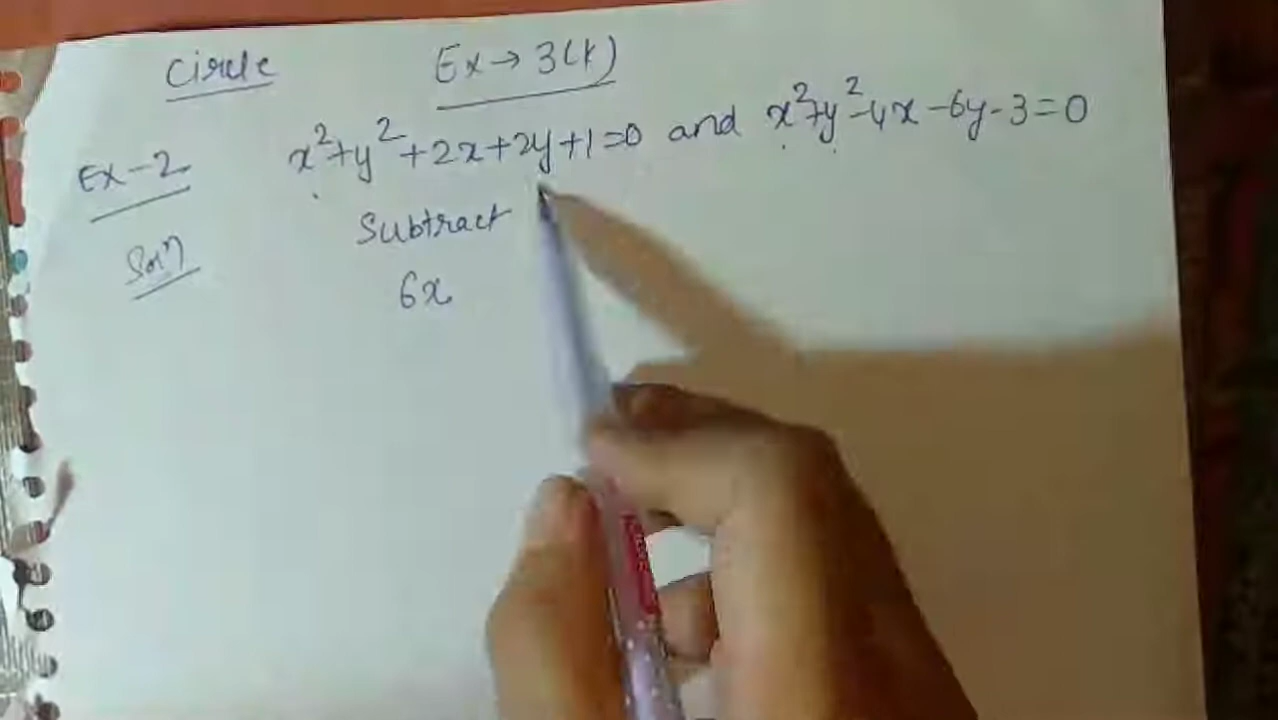 Circle Ex→3(k)
Ex-2 x²+y²+2x+2y+1=0 and x²+y²-4x-6y-3=0
Subtract
Solⁿ
6x